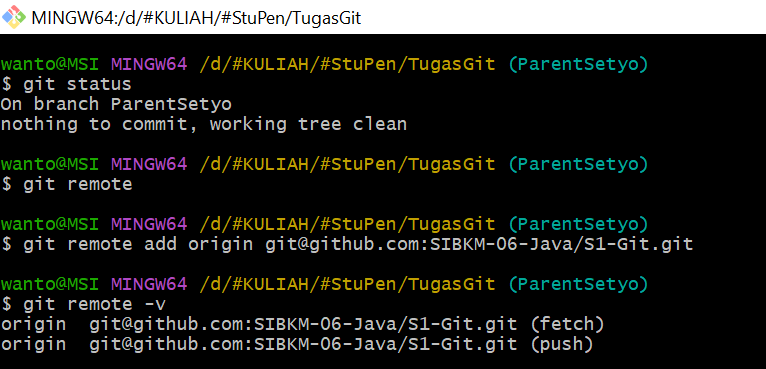 MINGW64:/d/#KULIAH/#StuPen/TugasGit
wanto@MSI MINGW64 /d/#KULIAH/#StuPen/TugasGit (ParentSetyo)
$ git status
On branch ParentSetyo
nothing to commit, working tree clean
wanto@MSI MINGW64 /d/#KULIAH/#StuPen/TugasGit (ParentSetyo)
$ git remote
wanto@MSI MINGW64 /d/#KULIAH/#StuPen/TugasGit (ParentSetyo)
$ git remote add origin git@github.com:SIBKM-06-Java/S1-Git.git
wanto@MSI MINGW64 /d/#KULIAH/#StuPen/TugasGit (ParentSetyo)
$ git remote -v
origin  git@github.com:SIBKM-06-Java/S1-Git.git (fetch)
origin  git@github.com:SIBKM-06-Java/S1-Git.git (push)